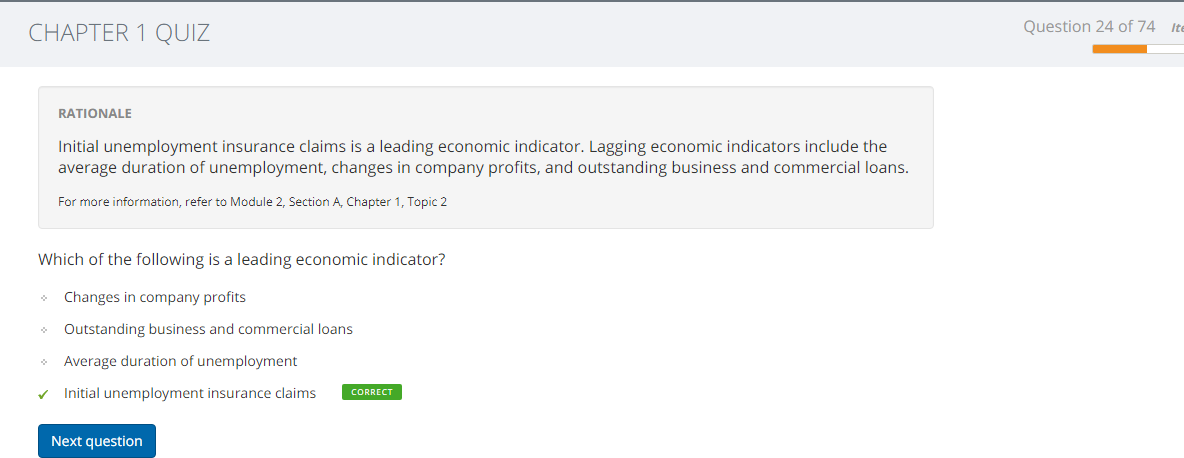 CHAPTER 1 QUIZ
Question 24 of 74
RATIONALE
Initial unemployment insurance claims is a leading economic indicator. Lagging economic indicators include the
average duration of unemployment, changes in company profits, and outstanding business and commercial loans.
For more information, refer to Module 2, Section A, Chapter 1, Topic 2
Which of the following is a leading economic indicator?
Changes in company profits
Outstanding business and commercial loans
Average duration of unemployment
Initial unemployment insurance claims CORRECT
Next question